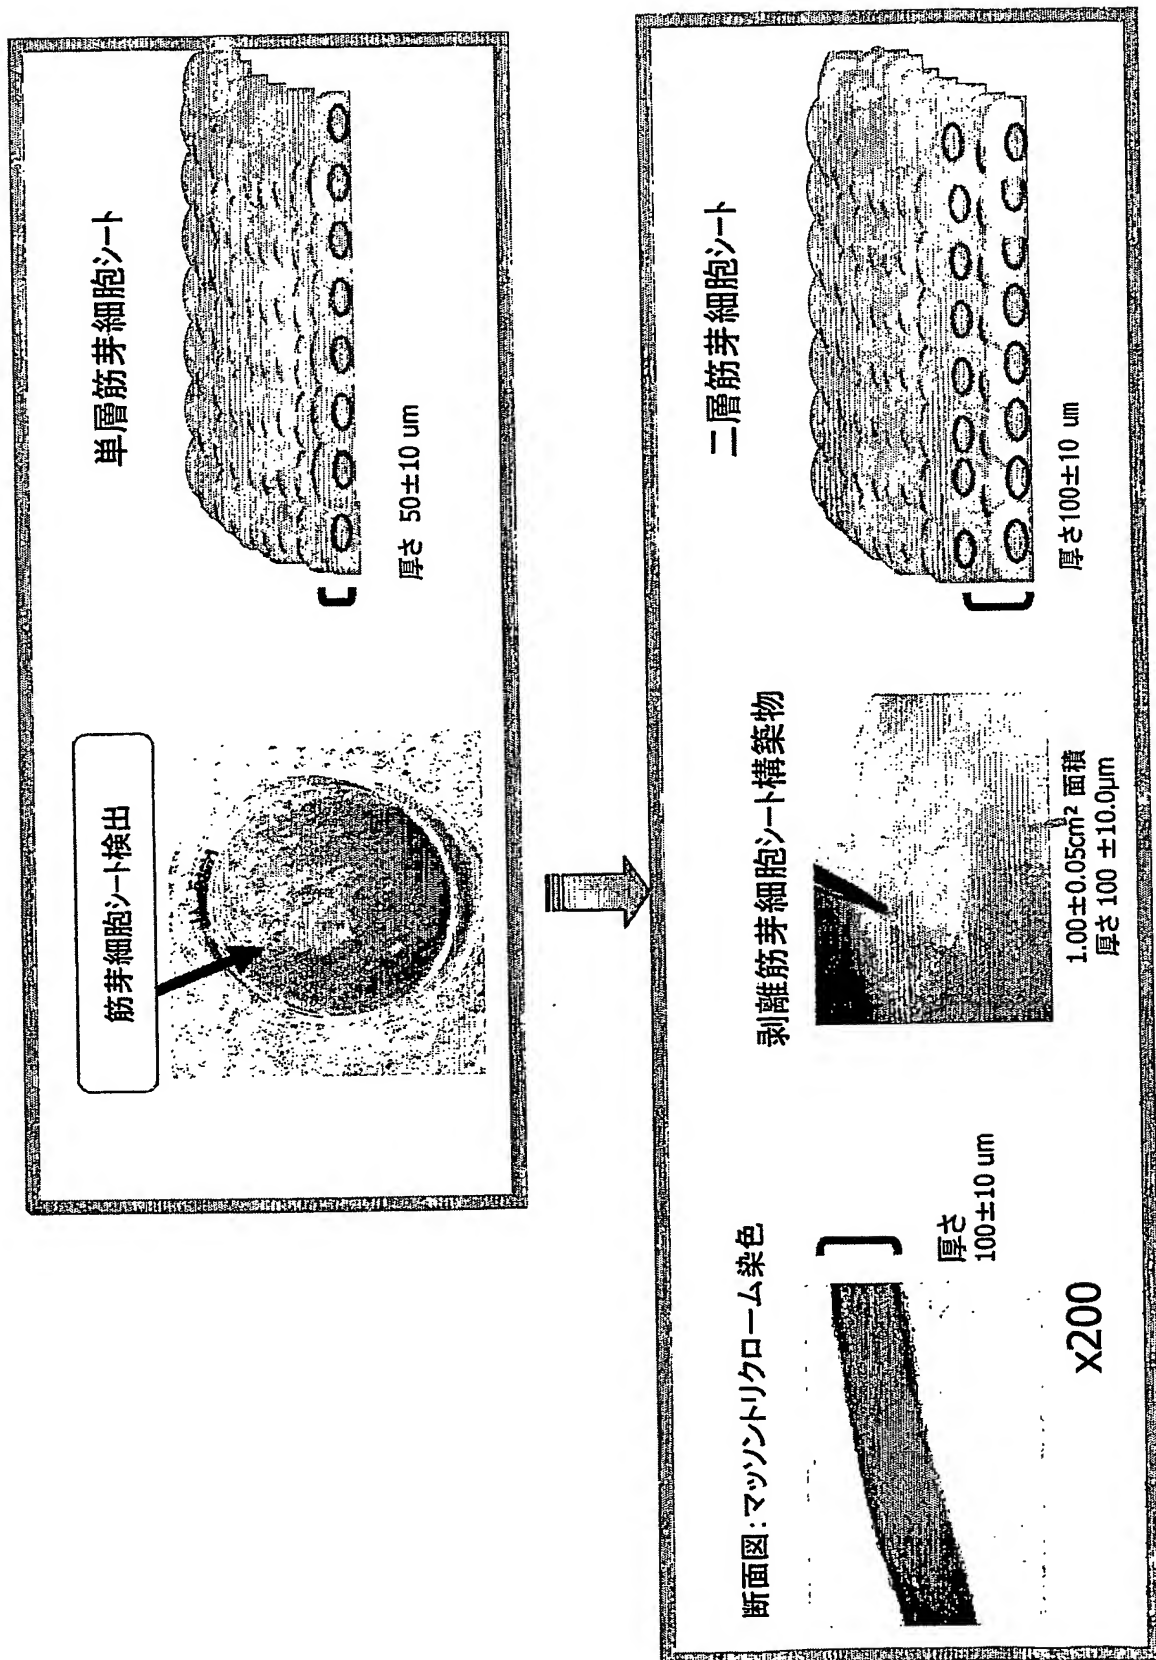 筋芽細胞シート検出
単層筋芽細胞シート
厚さ 50±10 um
断面図:マッソントリクローム染色
厚さ
100±10 um
x200
剥離筋芽細胞シート構築物
1.00±0.05cm² 面積
厚さ 100 ±10.0μm
二層筋芽細胞シート
厚さ100±10 um